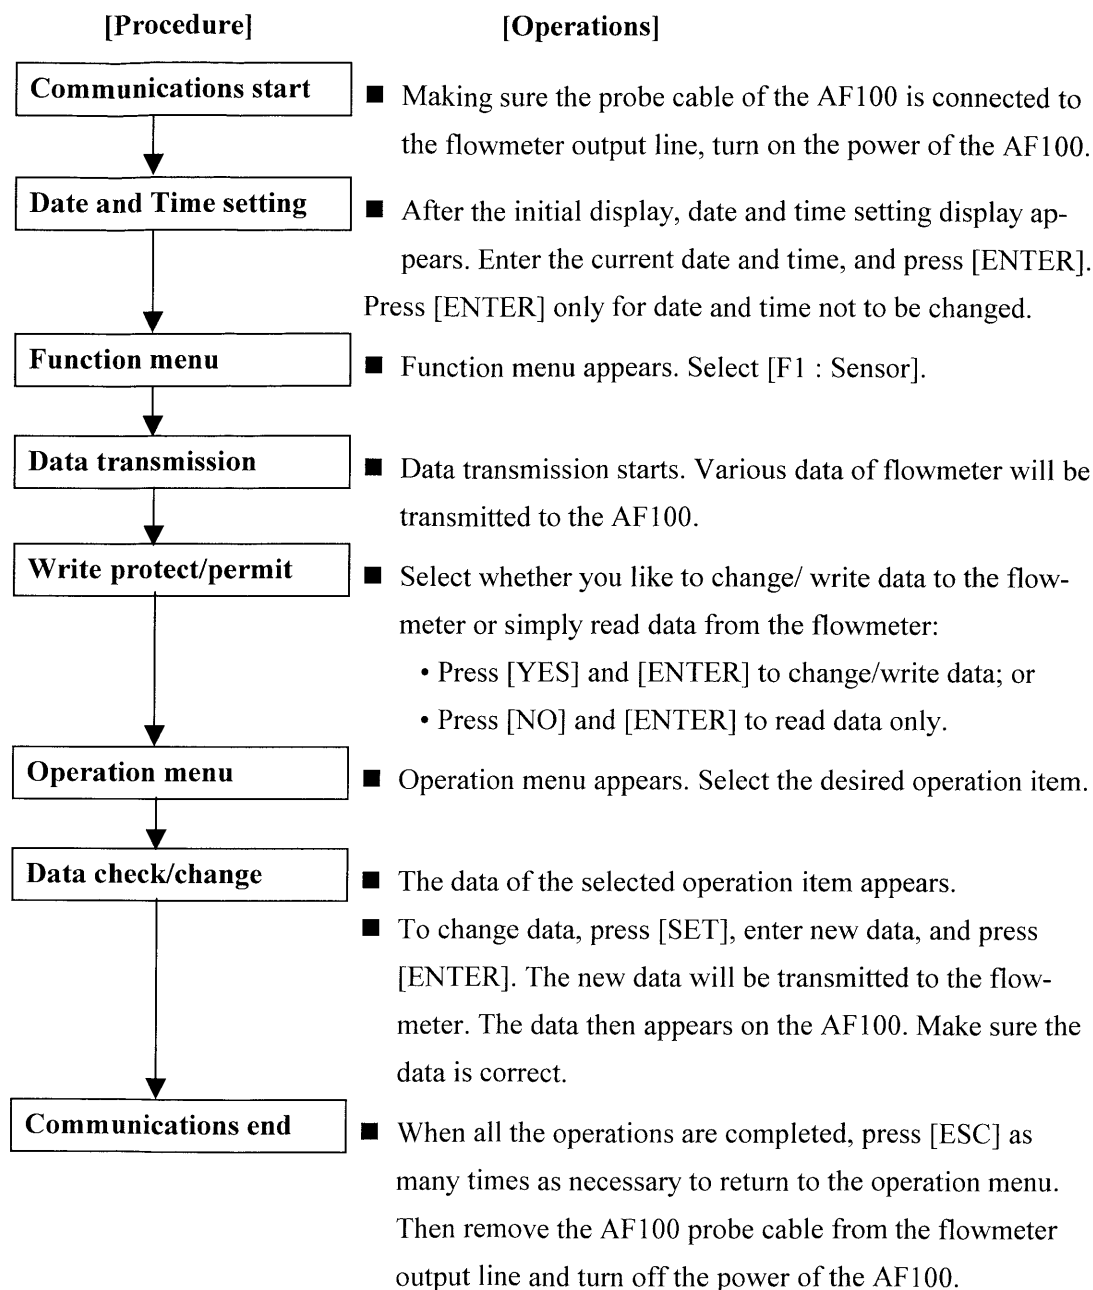 [Procedure] [Operations]
Communications start
■ Making sure the probe cable of the AF100 is connected to
the flowmeter output line, turn on the power of the AF100.
Date and Time setting
■ After the initial display, date and time setting display ap-
pears. Enter the current date and time, and press [ENTER].
Press [ENTER] only for date and time not to be changed.
Function menu
■ Function menu appears. Select [F1 : Sensor].
Data transmission
■ Data transmission starts. Various data of flowmeter will be
transmitted to the AF100.
Write protect/permit
■ Select whether you like to change/ write data to the flow-
meter or simply read data from the flowmeter:
• Press [YES] and [ENTER] to change/write data; or
• Press [NO] and [ENTER] to read data only.
Operation menu
■ Operation menu appears. Select the desired operation item.
Data check/change
■ The data of the selected operation item appears.
■ To change data, press [SET], enter new data, and press
[ENTER]. The new data will be transmitted to the flow-
meter. The data then appears on the AF100. Make sure the
data is correct.
Communications end
■ When all the operations are completed, press [ESC] as
many times as necessary to return to the operation menu.
Then remove the AF100 probe cable from the flowmeter
output line and turn off the power of the AF100.